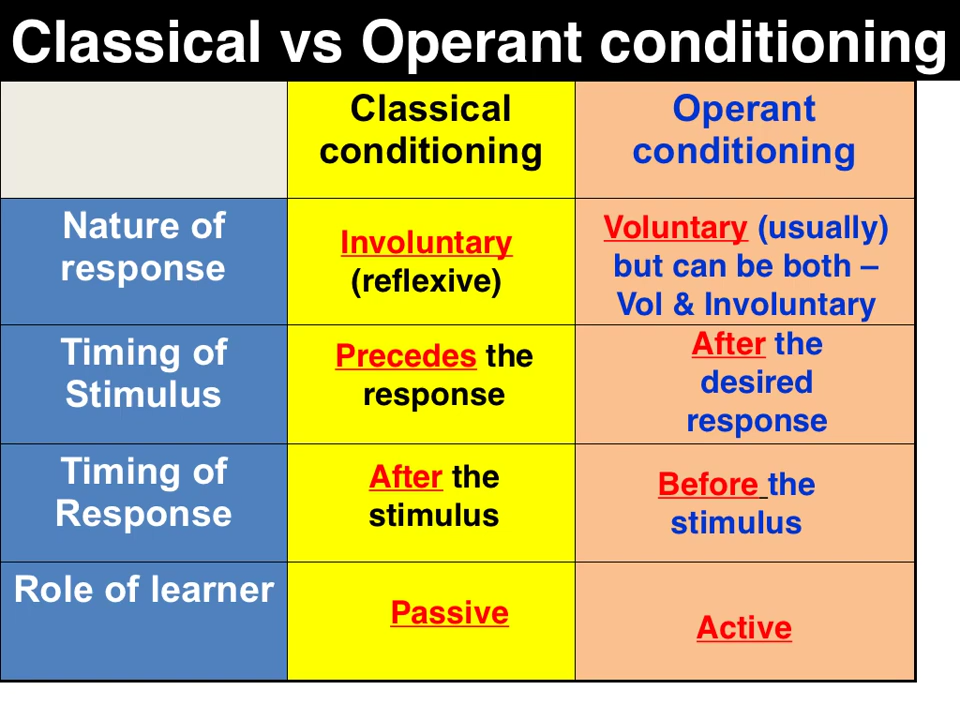 Classical vs Operant conditioning
Classical
conditioning
Operant
conditioning
Nature of
response
Involuntary
(reflexive)
Voluntary (usually)
but can be both –
Vol & Involuntary
Timing of
Stimulus
Precedes the
response
After the
desired
response
Timing of
Response
After the
stimulus
Before the
stimulus
Role of learner
Passive
Active